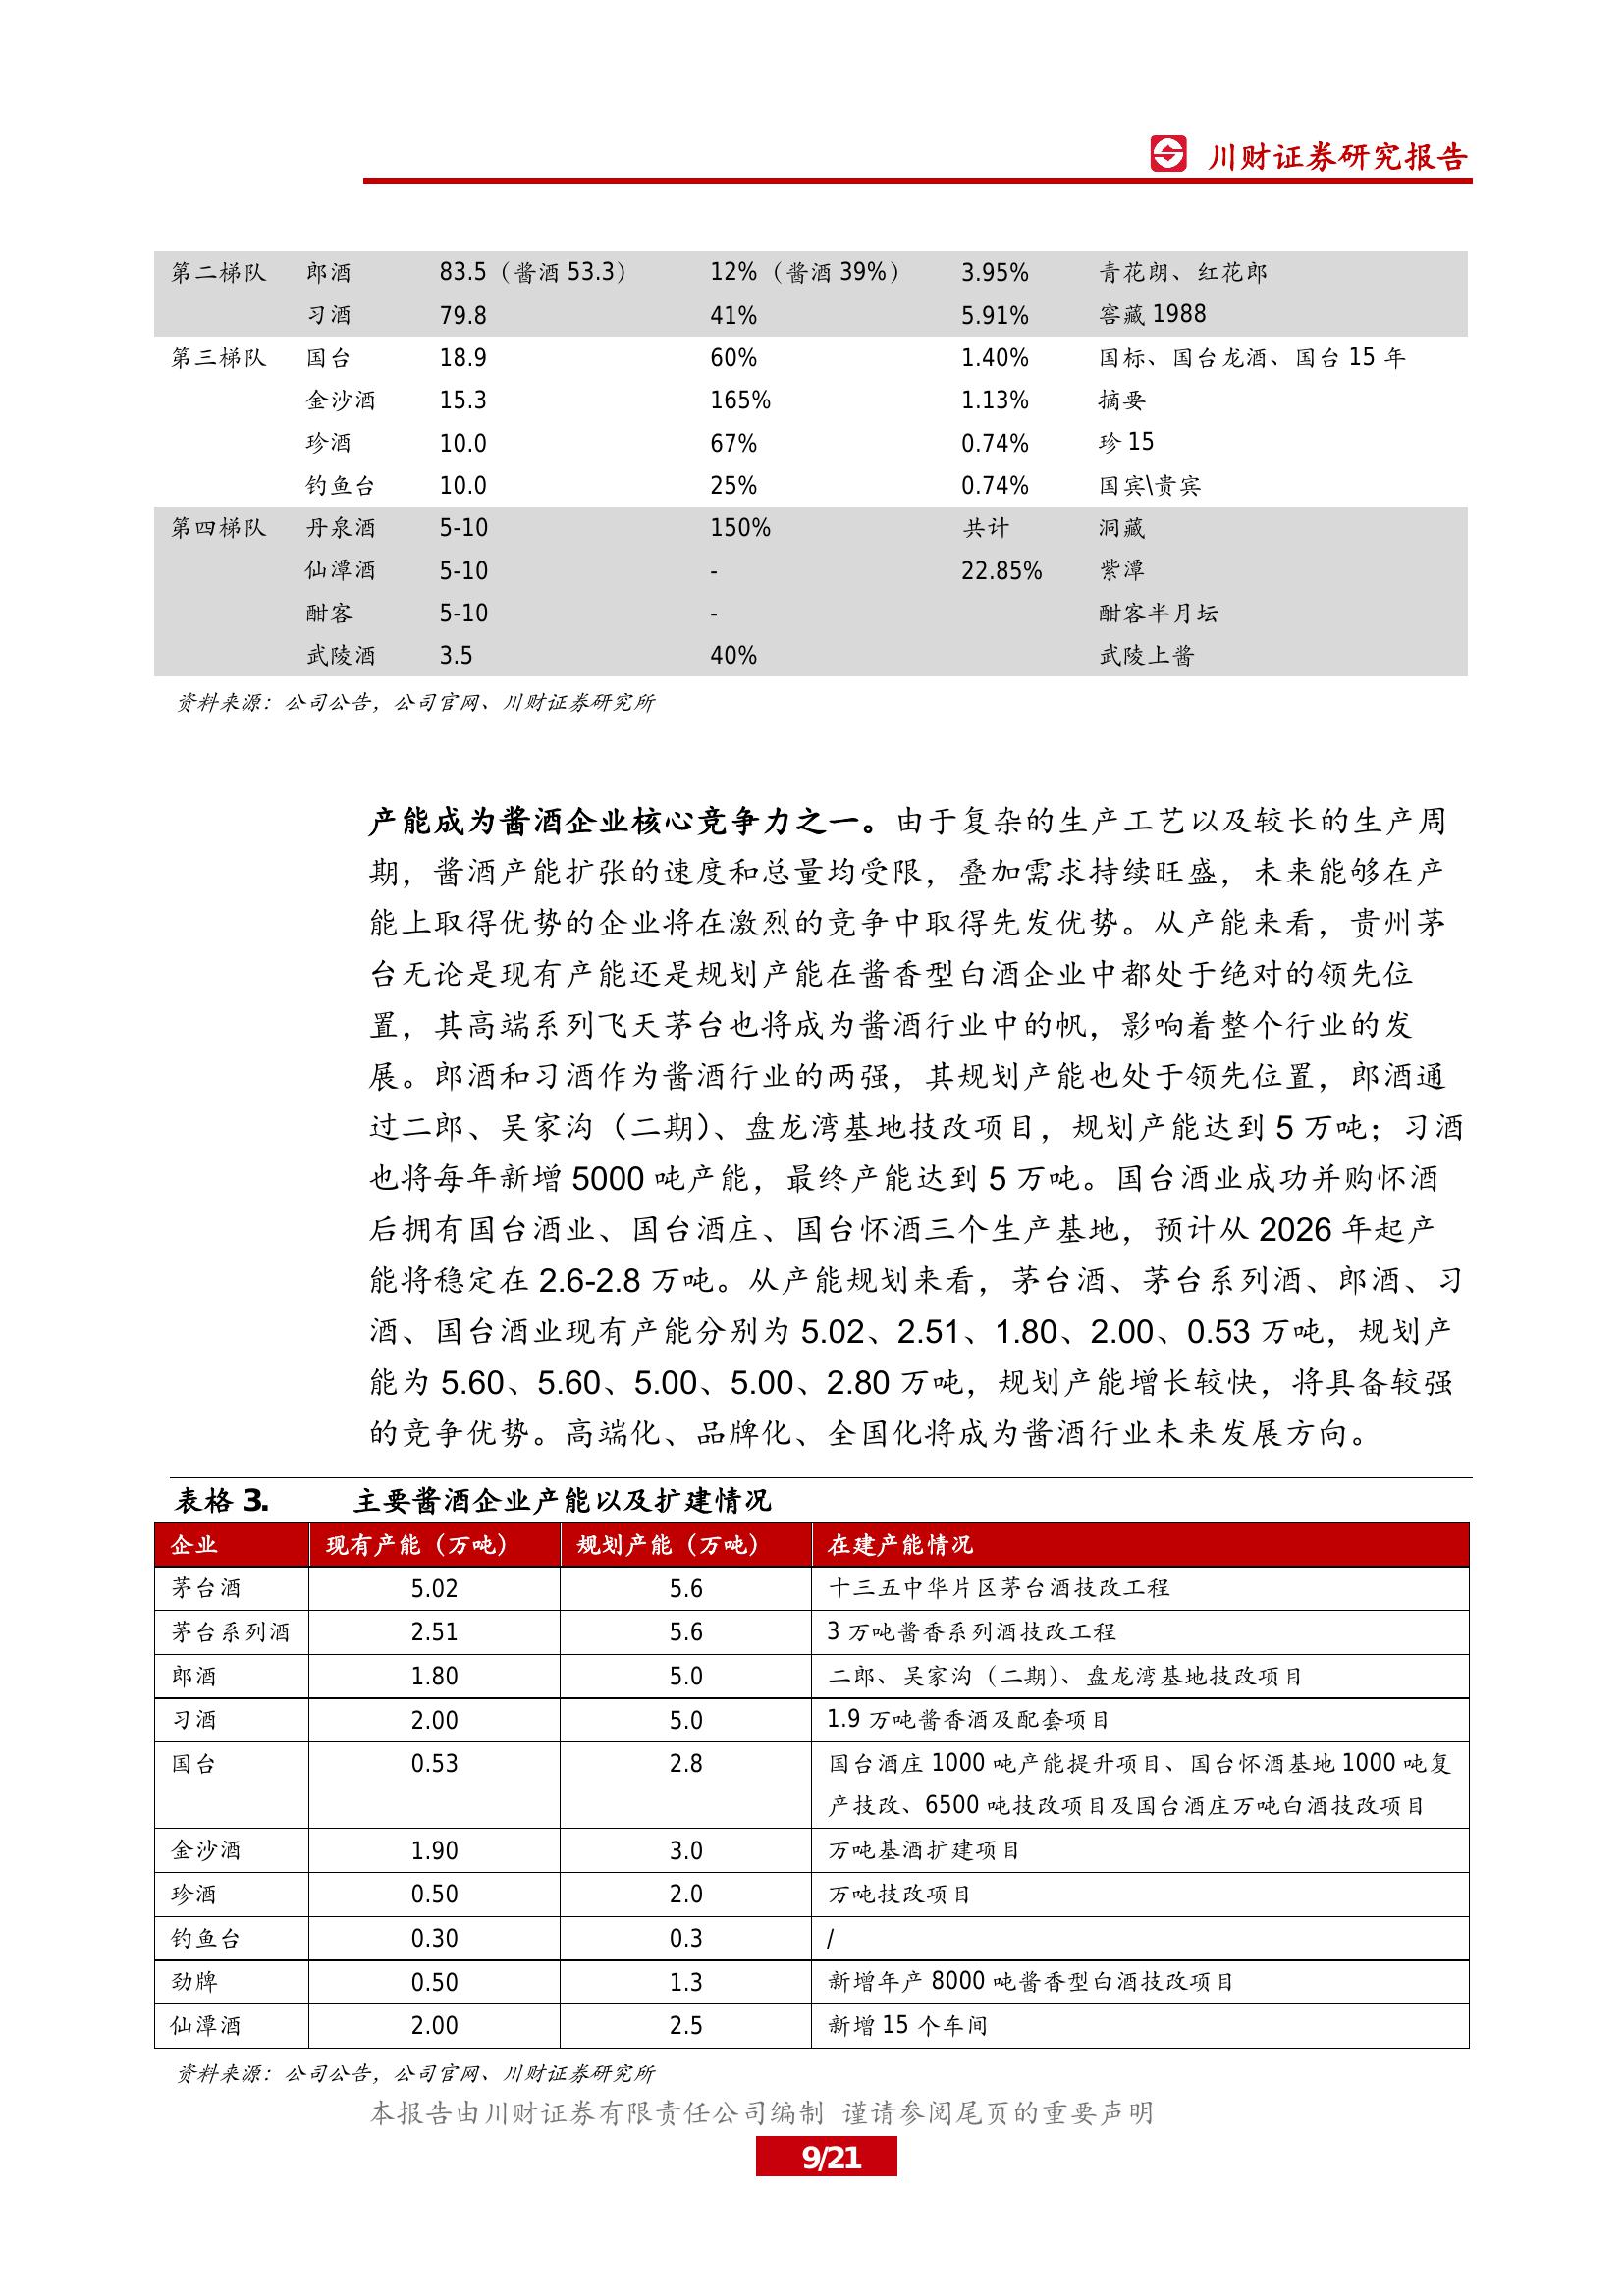 川财证券研究报告
第二梯队 郎酒 83.5（酱酒 53.3） 12%（酱酒 39%） 3.95% 青花朗、红花郎
习酒 79.8 41% 5.91% 窖藏 1988
第三梯队 国台 18.9 60% 1.40% 国标、国台龙酒、国台 15 年
金沙酒 15.3 165% 1.13% 摘要
珍酒 10.0 67% 0.74% 珍 15
钓鱼台 10.0 25% 0.74% 国宾\贵宾
第四梯队 丹泉酒 5-10 150% 共计 洞藏
仙潭酒 5-10 - 22.85% 紫潭
酣客 5-10 - 酣客半月坛
武陵酒 3.5 40% 武陵上酱
资料来源：公司公告，公司官网、川财证券研究所
产能成为酱酒企业核心竞争力之一。由于复杂的生产工艺以及较长的生产周
期，酱酒产能扩张的速度和总量均受限，叠加需求持续旺盛，未来能够在产
能上取得优势的企业将在激烈的竞争中取得先发优势。从产能来看，贵州茅
台无论是现有产能还是规划产能在酱香型白酒企业中都处于绝对的领先位
置，其高端系列飞天茅台也将成为酱酒行业中的帆，影响着整个行业的发
展。郎酒和习酒作为酱酒行业的两强，其规划产能也处于领先位置，郎酒通
过二郎、吴家沟（二期）、盘龙湾基地技改项目，规划产能达到 5 万吨；习酒
也将每年新增 5000 吨产能，最终产能达到 5 万吨。国台酒业成功并购怀酒
后拥有国台酒业、国台酒庄、国台怀酒三个生产基地，预计从 2026 年起产
能将稳定在 2.6-2.8 万吨。从产能规划来看，茅台酒、茅台系列酒、郎酒、习
酒、国台酒业现有产能分别为 5.02、2.51、1.80、2.00、0.53 万吨，规划产
能为 5.60、5.60、5.00、5.00、2.80 万吨，规划产能增长较快，将具备较强
的竞争优势。高端化、品牌化、全国化将成为酱酒行业未来发展方向。
表格 3. 主要酱酒企业产能以及扩建情况
企业 现有产能（万吨） 规划产能（万吨） 在建产能情况
茅台酒 5.02 5.6 十三五中华片区茅台酒技改工程
茅台系列酒 2.51 5.6 3 万吨酱香系列酒技改工程
郎酒 1.80 5.0 二郎、吴家沟（二期）、盘龙湾基地技改项目
习酒 2.00 5.0 1.9 万吨酱香酒及配套项目
国台 0.53 2.8 国台酒庄 1000 吨产能提升项目、国台怀酒基地 1000 吨复
产技改、6500 吨技改项目及国台酒庄万吨白酒技改项目
金沙酒 1.90 3.0 万吨基酒扩建项目
珍酒 0.50 2.0 万吨技改项目
钓鱼台 0.30 0.3 /
劲牌 0.50 1.3 新增年产 8000 吨酱香型白酒技改项目
仙潭酒 2.00 2.5 新增 15 个车间
资料来源：公司公告，公司官网、川财证券研究所
本报告由川财证券有限责任公司编制 谨请参阅尾页的重要声明
9/21